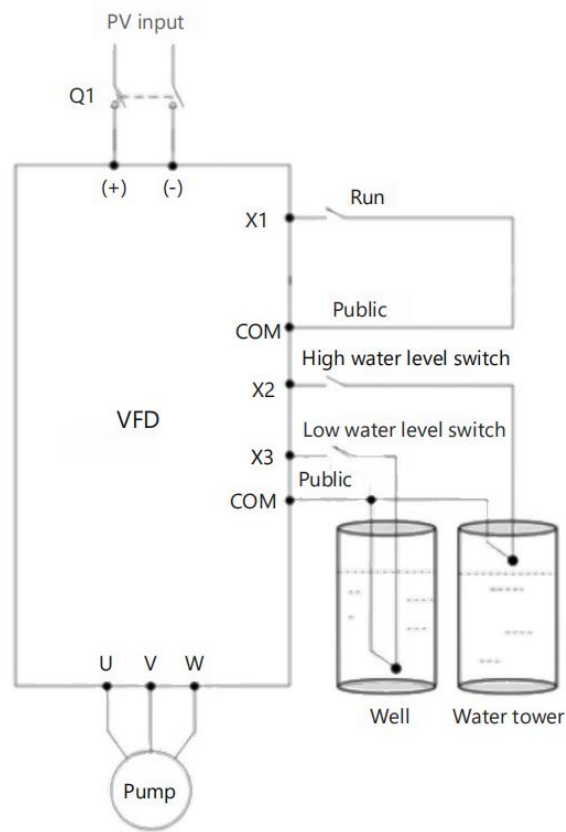 PV input
Q1
(+)
(-)
X1
Run
Public
COM
High water level switch
X2
VFD
Low water level switch
X3
Public
COM
U
V
W
Well
Water tower
Pump